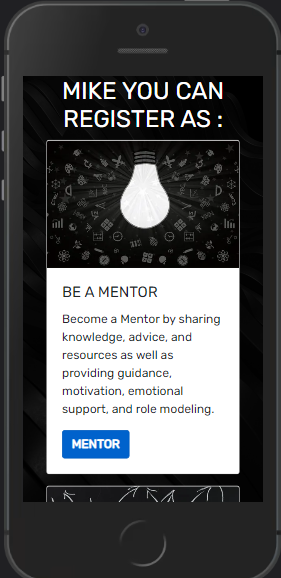 MIKE YOU CAN
REGISTER AS :
BE A MENTOR
Become a Mentor by sharing
knowledge, advice, and
resources as well as
providing guidance,
motivation, emotional
support, and role modeling.
MENTOR